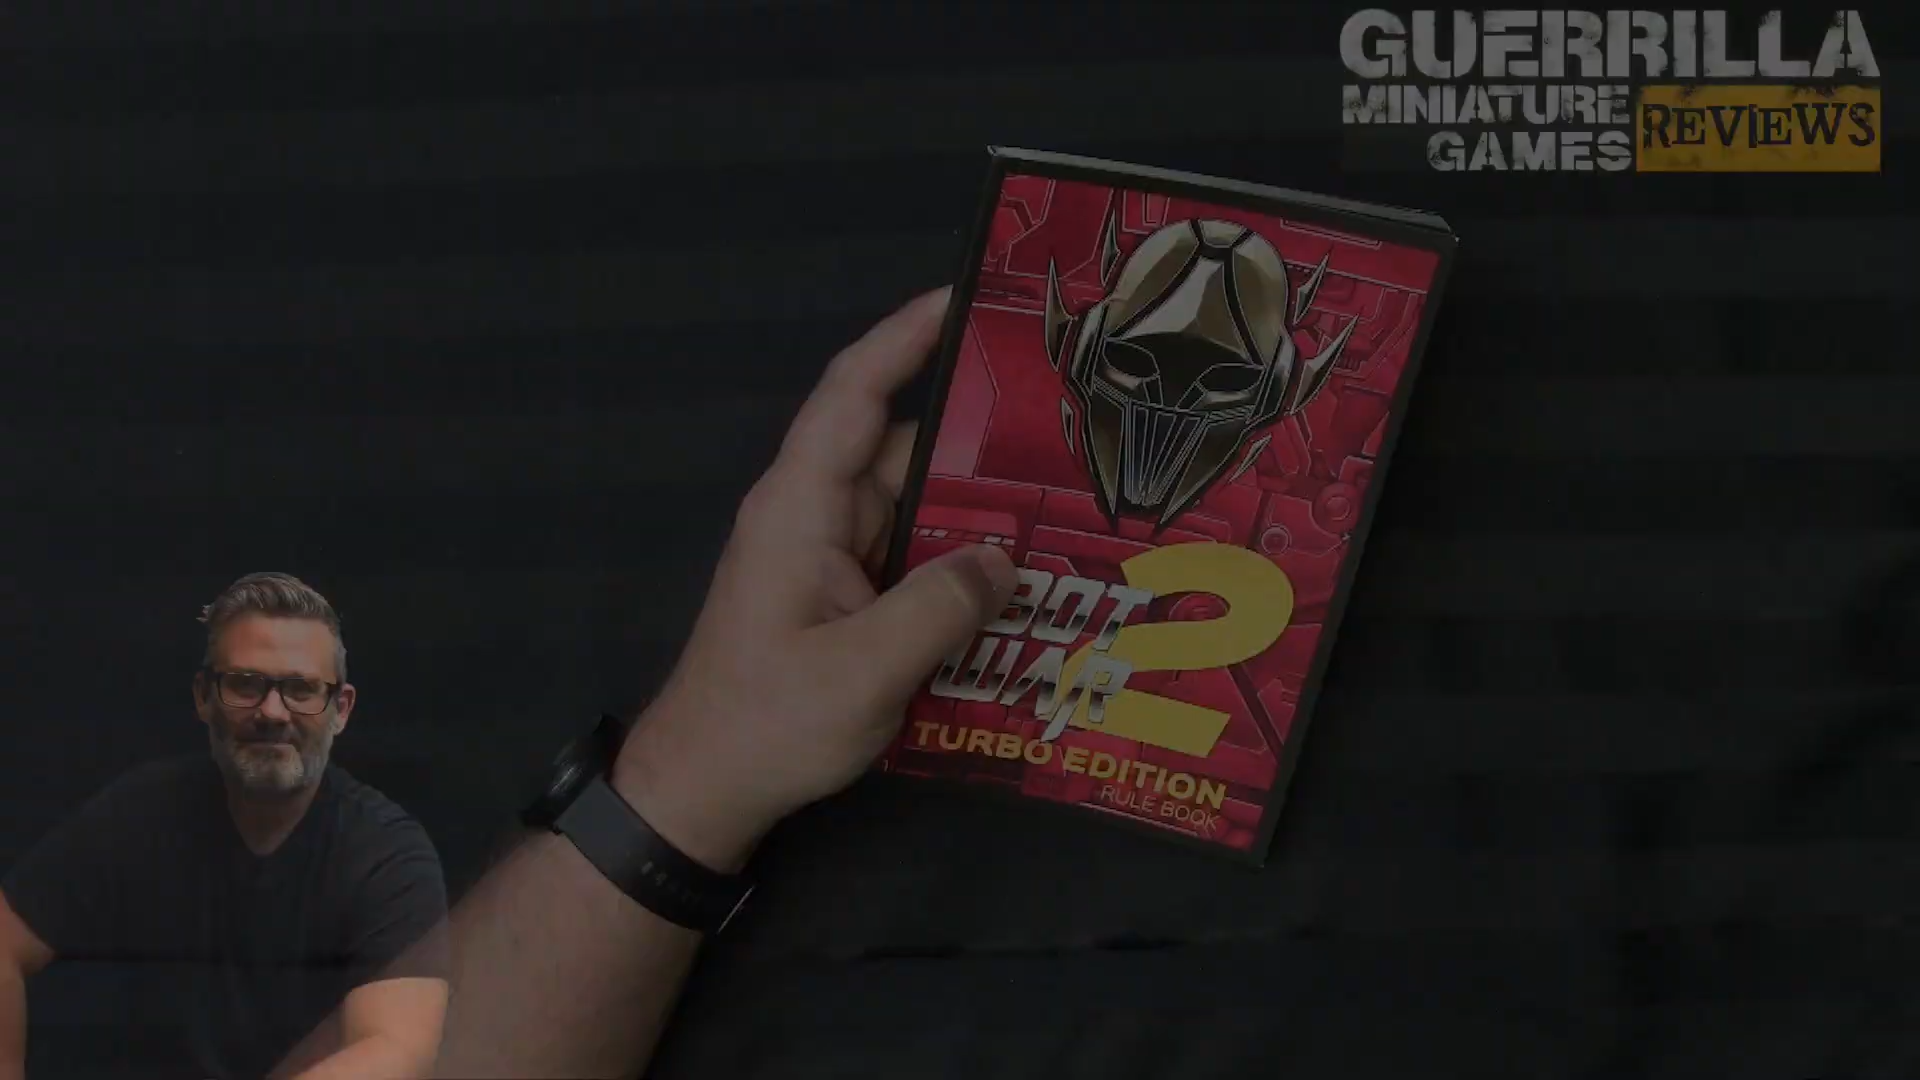 GUERRILLA
MINIATURE
GAMES
REVIEWS
BOT
WAR
2
TURBO EDITION
RULE BOOK